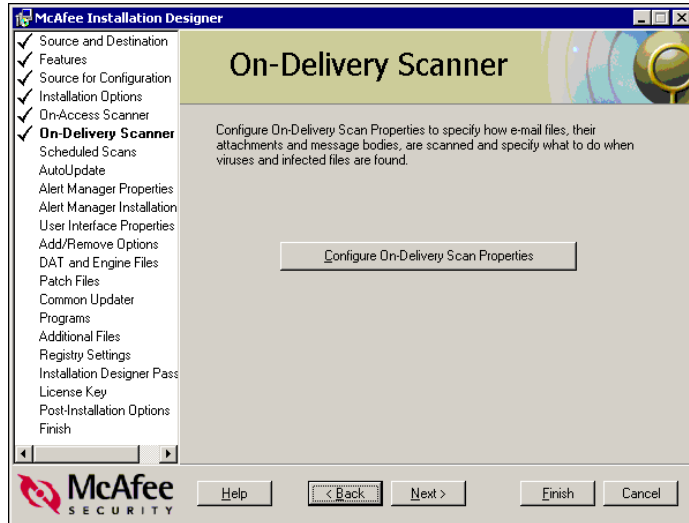 McAfee Installation Designer
Source and Destination
Features
Source for Configuration
Installation Options
On-Access Scanner
On-Delivery Scanner
Scheduled Scans
AutoUpdate
Alert Manager Properties
Alert Manager Installation
User Interface Properties
Add/Remove Options
DAT and Engine Files
Patch Files
Common Updater
Programs
Additional Files
Registry Settings
Installation Designer Pass
License Key
Post-Installation Options
Finish
On-Delivery Scanner
Configure On-Delivery Scan Properties to specify how e-mail files, their
attachments and message bodies, are scanned and specify what to do when
viruses and infected files are found.
Configure On-Delivery Scan Properties
McAfee
SECURITY
Help
< Back
Next >
Finish
Cancel